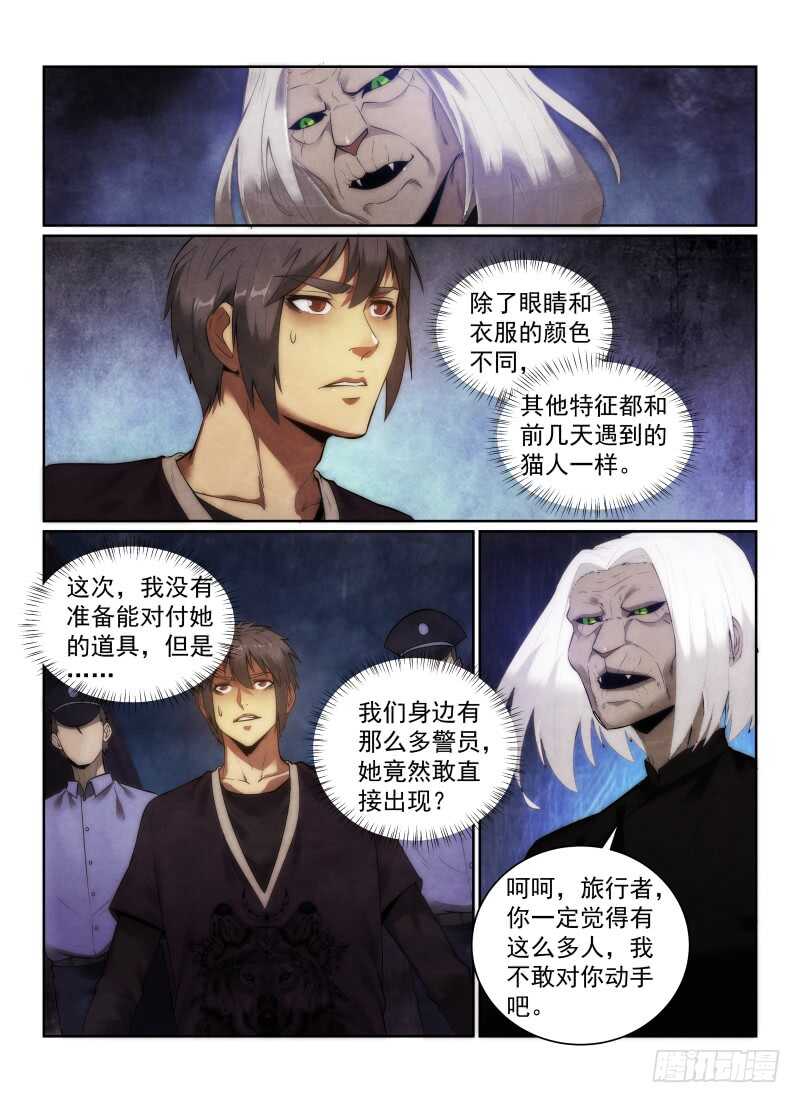 除了眼睛和
衣服的颜色
不同，
其他特征都和
前几天遇到的
猫人一样。
这次，我没有
准备能对付她
的道具，但是
……
我们身边有
那么多警员，
她竟然敢直
接出现？
呵呵，旅行者，
你一定觉得有
这么多人，我
不敢对你动手
吧。
腾讯动漫